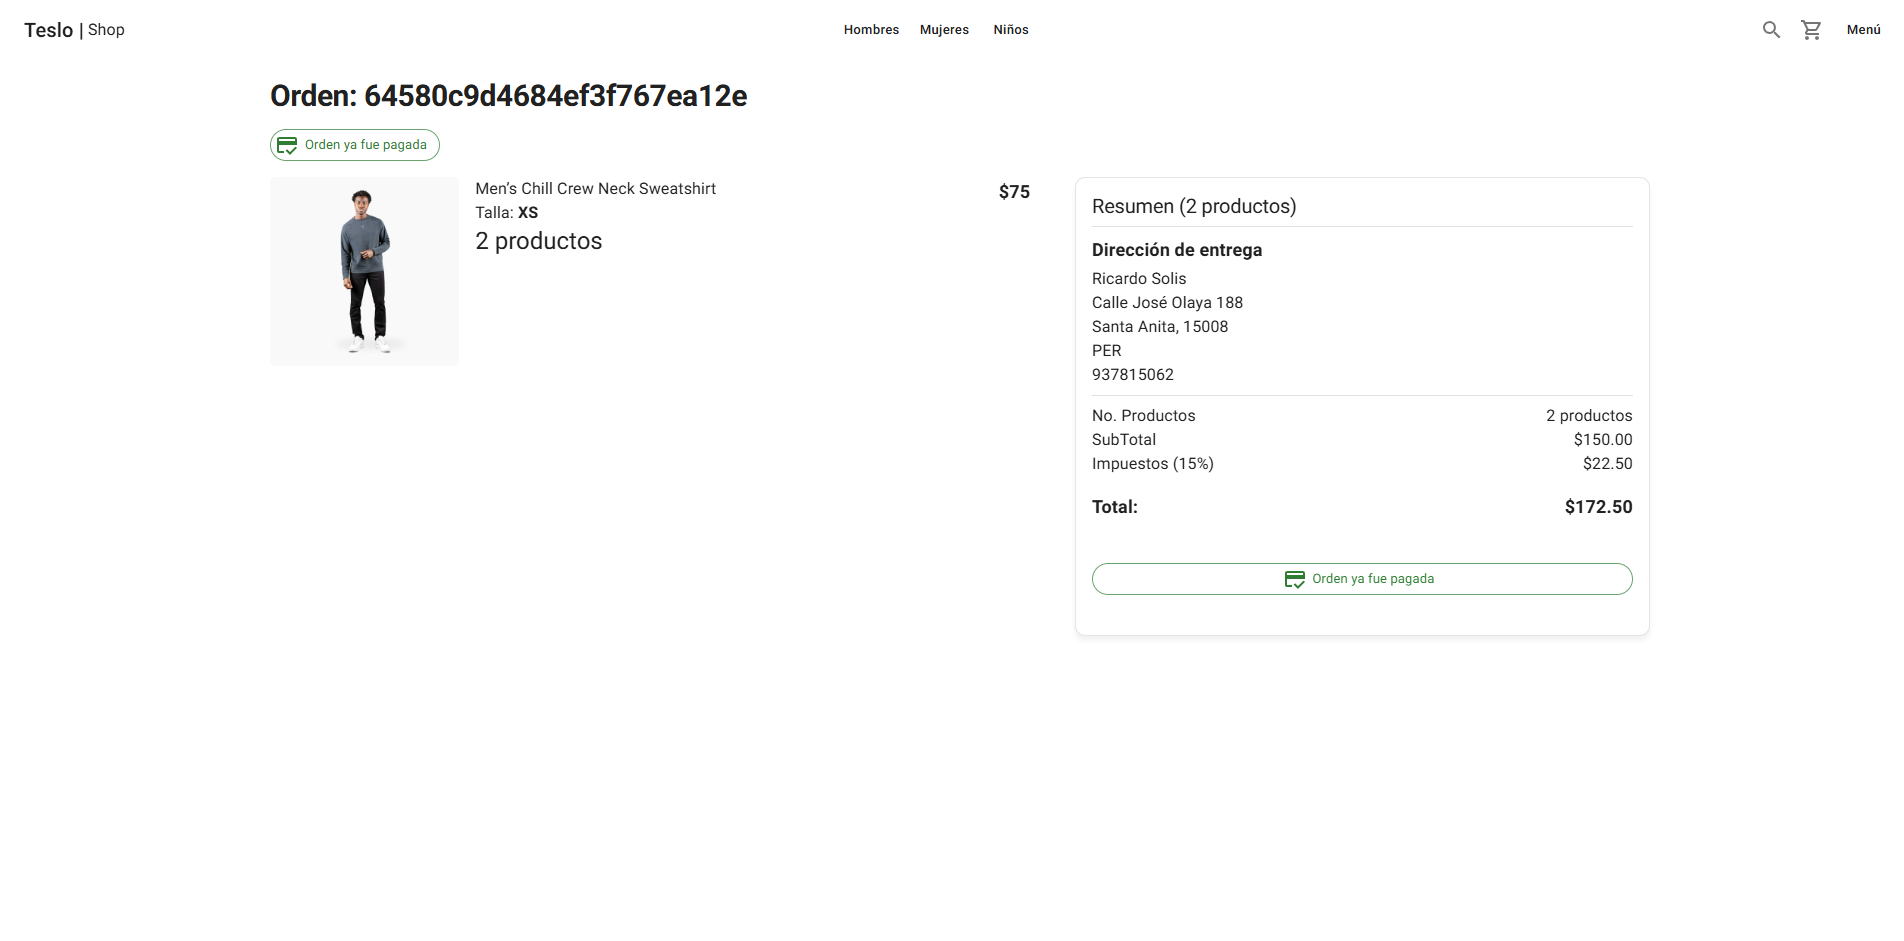 Teslo | Shop
Hombres Mujeres Niños
Menú
Orden: 64580c9d4684ef3f767ea12e
Orden ya fue pagada
Men’s Chill Crew Neck Sweatshirt
Talla: XS
2 productos
$75
Resumen (2 productos)
Dirección de entrega
Ricardo Solis
Calle José Olaya 188
Santa Anita, 15008
PER
937815062
No. Productos 2 productos
SubTotal $150.00
Impuestos (15%) $22.50
Total: $172.50
Orden ya fue pagada